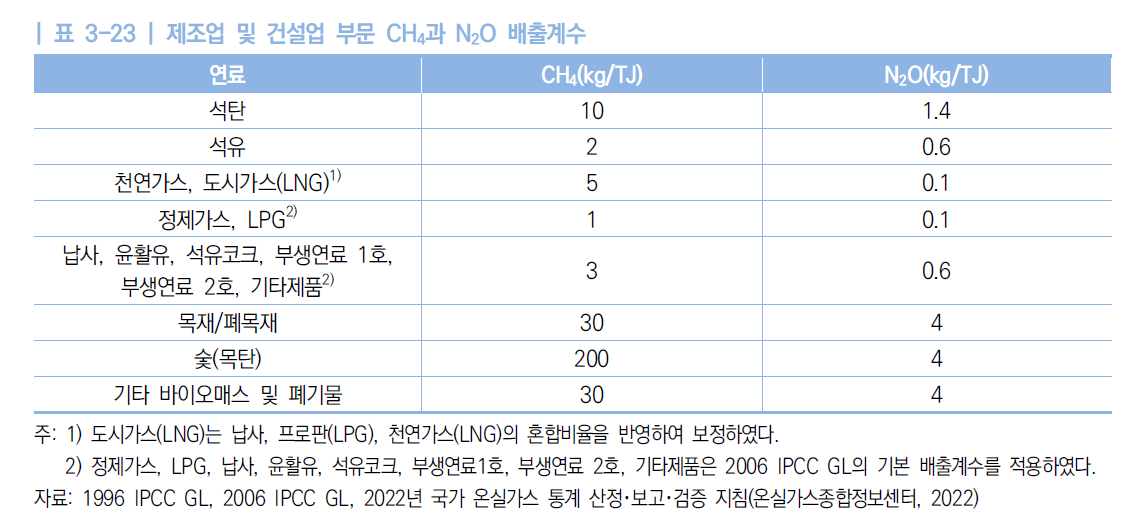 | 표 3-23 | 제조업 및 건설업 부문 CH₄과 N₂O 배출계수
연료 CH₄(kg/TJ) N₂O(kg/TJ)
석탄 10 1.4
석유 2 0.6
천연가스, 도시가스(LNG)¹⁾ 5 0.1
정제가스, LPG²⁾ 1 0.1
납사, 윤활유, 석유코크, 부생연료 1호,
부생연료 2호, 기타제품²⁾ 3 0.6
목재/폐목재 30 4
숯(목탄) 200 4
기타 바이오매스 및 폐기물 30 4
주: 1) 도시가스(LNG)는 납사, 프로판(LPG), 천연가스(LNG)의 혼합비율을 반영하여 보정하였다.
2) 정제가스, LPG, 납사, 윤활유, 석유코크, 부생연료1호, 부생연료 2호, 기타제품은 2006 IPCC GL의 기본 배출계수를 적용하였다.
자료: 1996 IPCC GL, 2006 IPCC GL, 2022년 국가 온실가스 통계 산정·보고·검증 지침(온실가스종합정보센터, 2022)